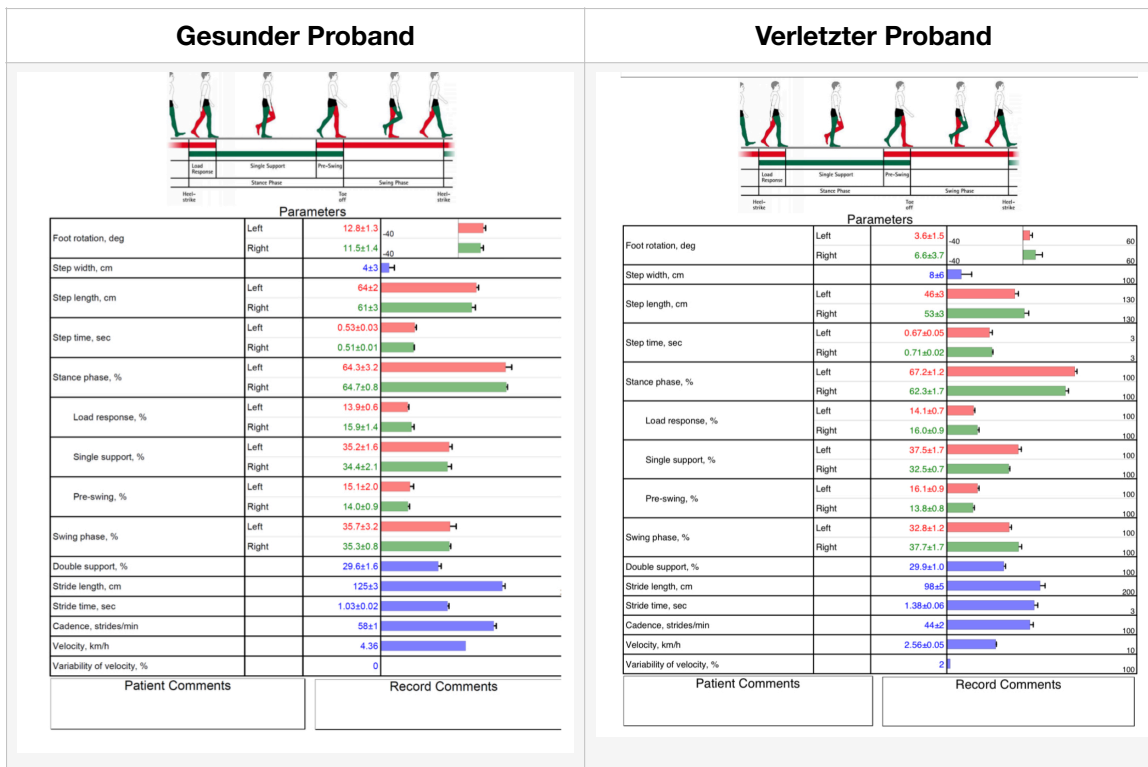 Gesunder Proband
Verletzter Proband
Load Response
Single Support
Pre-Swing
Stance Phase
Swing Phase
Heel-strike
Toe off
Heel-strike
Parameters
Foot rotation, deg
Left 12.8±1.3 -40
Right 11.5±1.4 -40
Step width, cm 4±3
Step length, cm
Left 64±2
Right 61±3
Step time, sec
Left 0.53±0.03
Right 0.51±0.01
Stance phase, %
Left 64.3±3.2
Right 64.7±0.8
Load response, %
Left 13.9±0.6
Right 15.9±1.4
Single support, %
Left 35.2±1.6
Right 34.4±2.1
Pre-swing, %
Left 15.1±2.0
Right 14.0±0.9
Swing phase, %
Left 35.7±3.2
Right 35.3±0.8
Double support, % 29.6±1.6
Stride length, cm 125±3
Stride time, sec 1.03±0.02
Cadence, strides/min 58±1
Velocity, km/h 4.36
Variability of velocity, % 0
Patient Comments
Record Comments
Load Response
Single Support
Pre-Swing
Stance Phase
Swing Phase
Heel-strike
Toe off
Heel-strike
Parameters
Foot rotation, deg
Left 3.6±1.5 -40 60
Right 6.6±3.7 -40 60
Step width, cm 8±6 100
Step length, cm
Left 46±3 130
Right 53±3 130
Step time, sec
Left 0.67±0.05 3
Right 0.71±0.02 3
Stance phase, %
Left 67.2±1.2 100
Right 62.3±1.7 100
Load response, %
Left 14.1±0.7 100
Right 16.0±0.9 100
Single support, %
Left 37.5±1.7 100
Right 32.5±0.7 100
Pre-swing, %
Left 16.1±0.9 100
Right 13.8±0.8 100
Swing phase, %
Left 32.8±1.2 100
Right 37.7±1.7 100
Double support, % 29.9±1.0 100
Stride length, cm 98±5 200
Stride time, sec 1.38±0.06 3
Cadence, strides/min 44±2 100
Velocity, km/h 2.56±0.05 10
Variability of velocity, % 2 100
Patient Comments
Record Comments